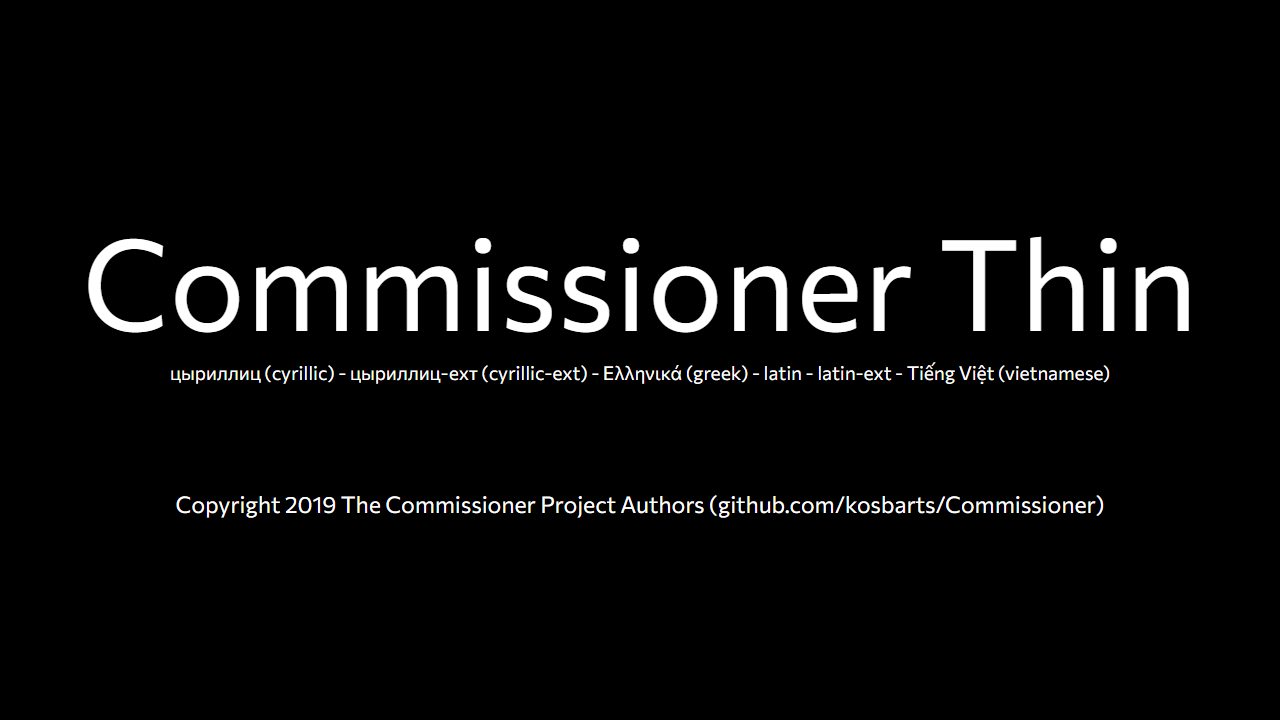 Commissioner Thin
цыриллиц (cyrillic) - цыриллиц-ехт (cyrillic-ext) - Ελληνικά (greek) - latin - latin-ext - Tiếng Việt (vietnamese)
Copyright 2019 The Commissioner Project Authors (github.com/kosbarts/Commissioner)